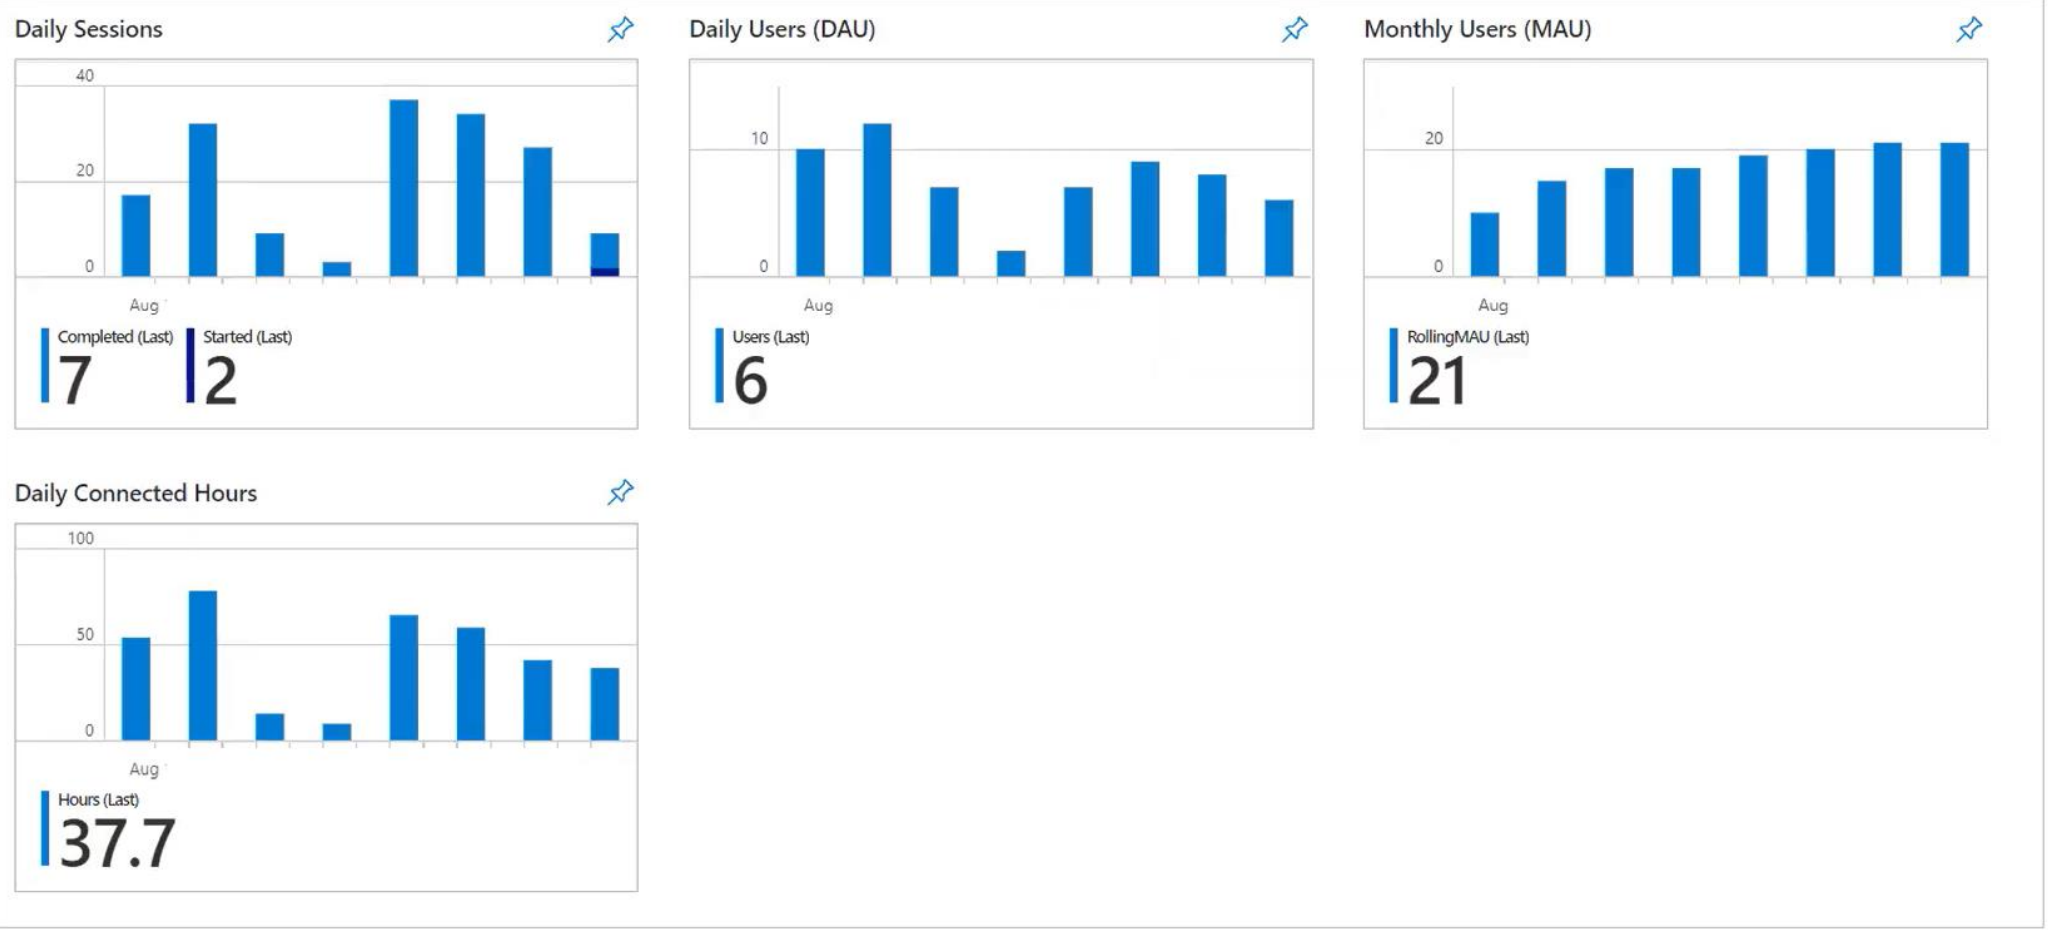 Daily Sessions
40
20
0
Aug
Completed (Last)
7
Started (Last)
2
Daily Users (DAU)
10
0
Aug
Users (Last)
6
Monthly Users (MAU)
20
0
Aug
RollingMAU (Last)
21
Daily Connected Hours
100
50
0
Aug
Hours (Last)
37.7